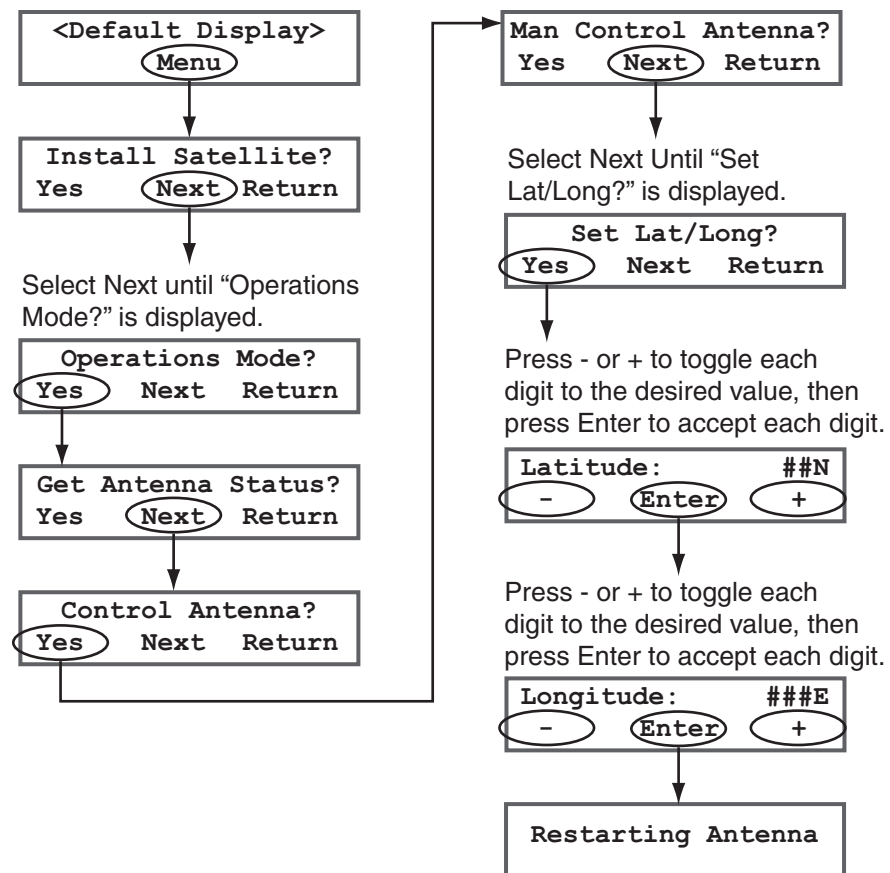 <Default Display>
Menu
Install Satellite?
Yes Next Return
Select Next until “Operations
Mode?” is displayed.
Operations Mode?
Yes Next Return
Get Antenna Status?
Yes Next Return
Control Antenna?
Yes Next Return
Man Control Antenna?
Yes Next Return
Select Next Until “Set
Lat/Long?” is displayed.
Set Lat/Long?
Yes Next Return
Press - or + to toggle each
digit to the desired value, then
press Enter to accept each digit.
Latitude: ##N
- Enter +
Press - or + to toggle each
digit to the desired value, then
press Enter to accept each digit.
Longitude: ###E
- Enter +
Restarting Antenna